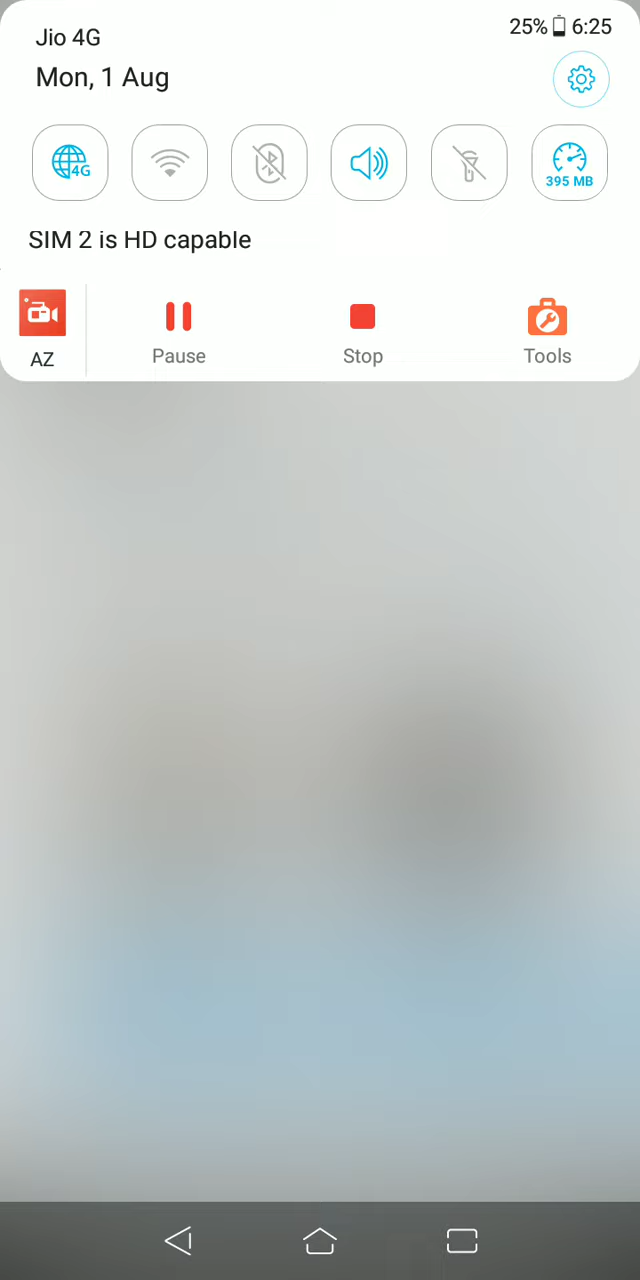 Jio 4G
25% 6:25
Mon, 1 Aug
4G
395 MB
SIM 2 is HD capable
AZ
Pause
Stop
Tools